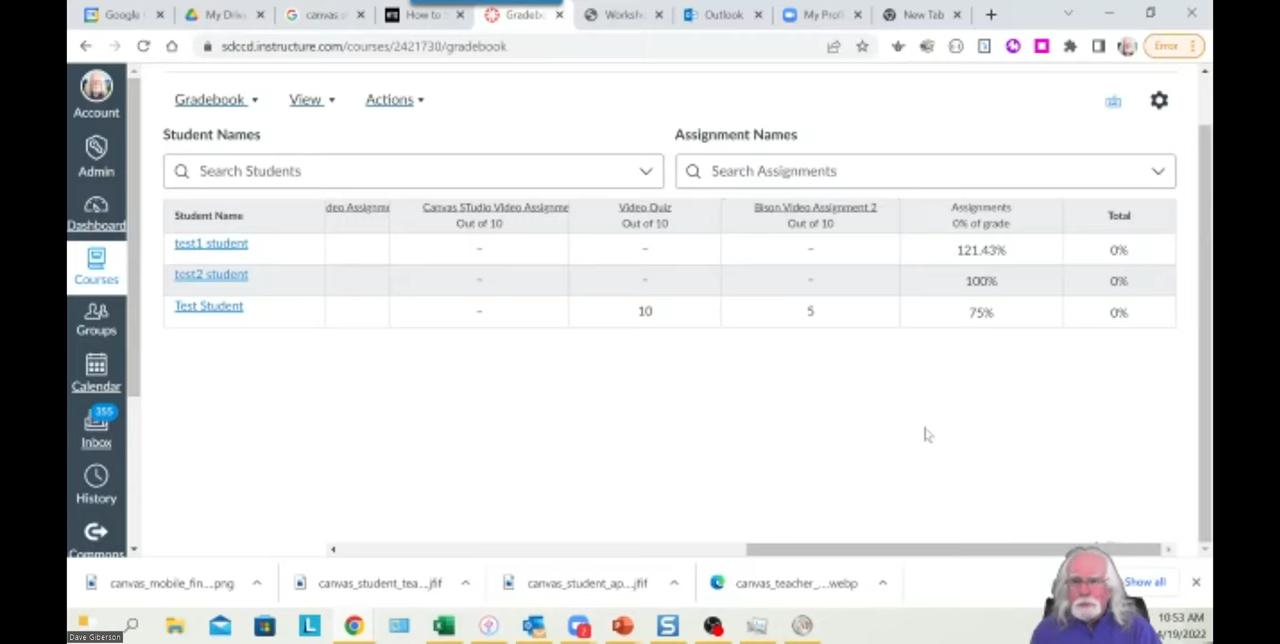 Google
My Driv
canvas
How to
Gradeb
Worksh
Outlook
My Profi
New Tab
sdccd.instructure.com/courses/2421730/gradebook
Error
Account
Admin
Dashboard
Courses
Groups
Calendar
355
Inbox
History
Commons
Gradebook View Actions
Student Names
Assignment Names
Search Students
Search Assignments
Student Name
deo Assignme
Canvas STudio Video Assignme
Out of 10
Video Quiz
Out of 10
Bison Video Assignment 2
Out of 10
Assignments
0% of grade
Total
test1 student - - - 121.43% 0%
test2 student - - - 100% 0%
Test Student - 10 5 75% 0%
canvas_mobile_fin....png
canvas_student_tea....jfif
canvas_student_ap....jfif
canvas_teacher_....webp
Show all
10:53 AM
4/19/2022
Dave Giberson